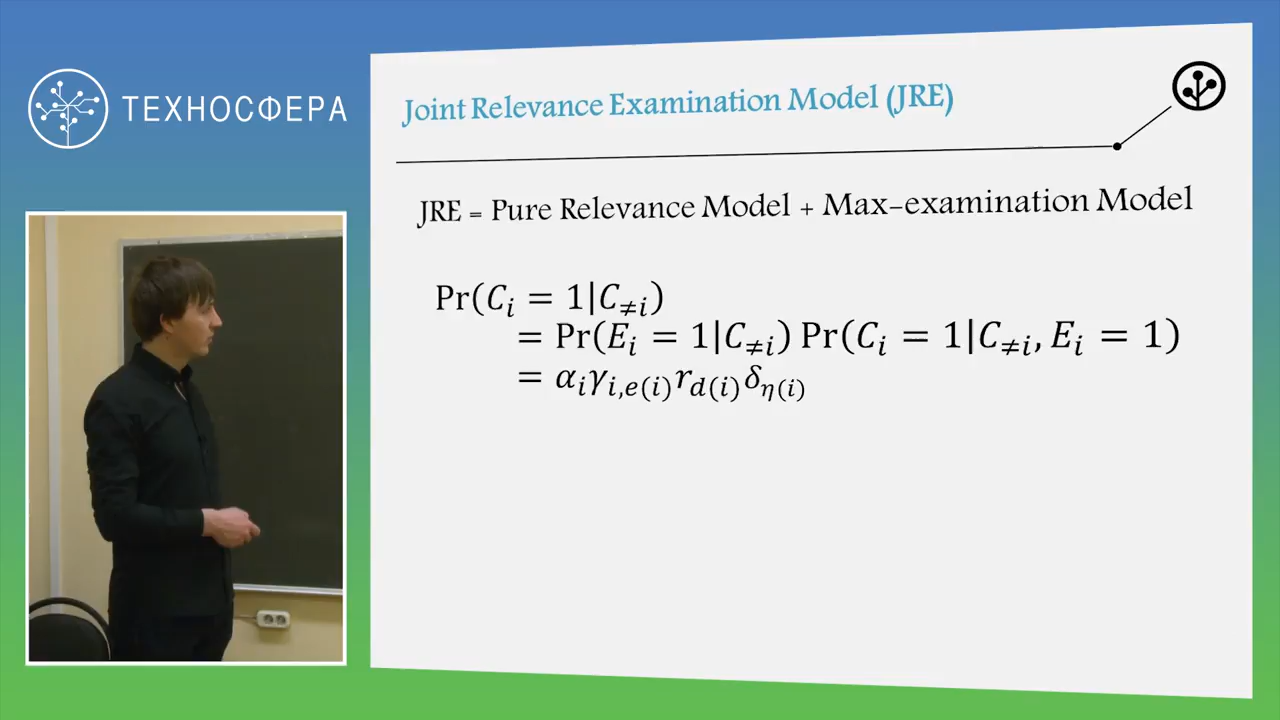 ТЕХНОСФЕРА
Joint Relevance Examination Model (JRE)
JRE = Pure Relevance Model + Max-examination Model
Pr(C_i = 1|C_{≠i})
= Pr(E_i = 1|C_{≠i}) Pr(C_i = 1|C_{≠i}, E_i = 1)
= α_i γ_{i,e(i)} r_{d(i)} δ_{η(i)}